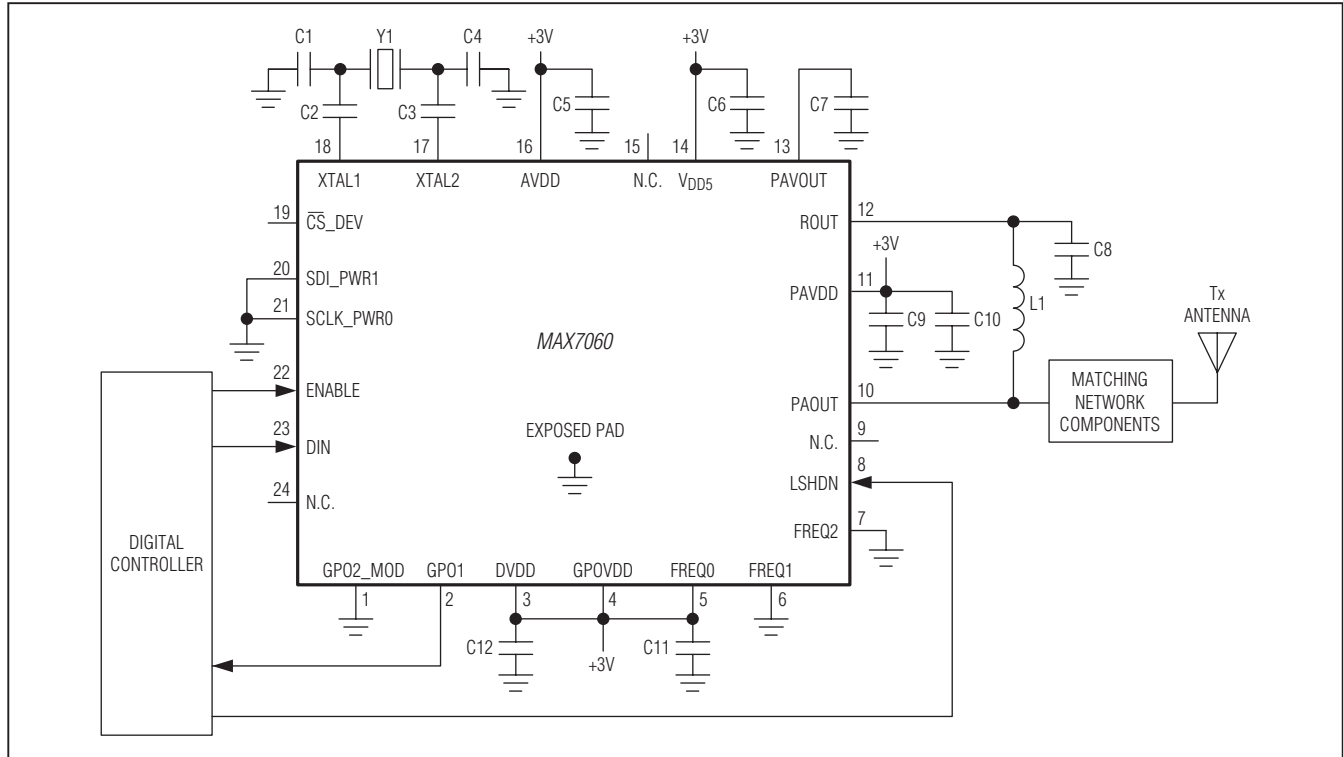 C1
Y1
C4
+3V
+3V
C2
C3
C5
C6
C7
18
17
16
15
14
13
XTAL1
XTAL2
AVDD
N.C.
VDD5
PAVOUT
19
C̅S̅_DEV
ROUT
12
C8
20
SDI_PWR1
+3V
PAVDD
11
21
SCLK_PWR0
C9
C10
L1
Tx
ANTENNA
MAX7060
22
ENABLE
PAOUT
10
MATCHING
NETWORK
COMPONENTS
23
DIN
EXPOSED PAD
N.C.
9
24
N.C.
LSHDN
8
FREQ2
7
DIGITAL
CONTROLLER
GPO2_MOD
GPO1
DVDD
GPOVDD
FREQ0
FREQ1
1
2
3
4
5
6
C12
+3V
C11